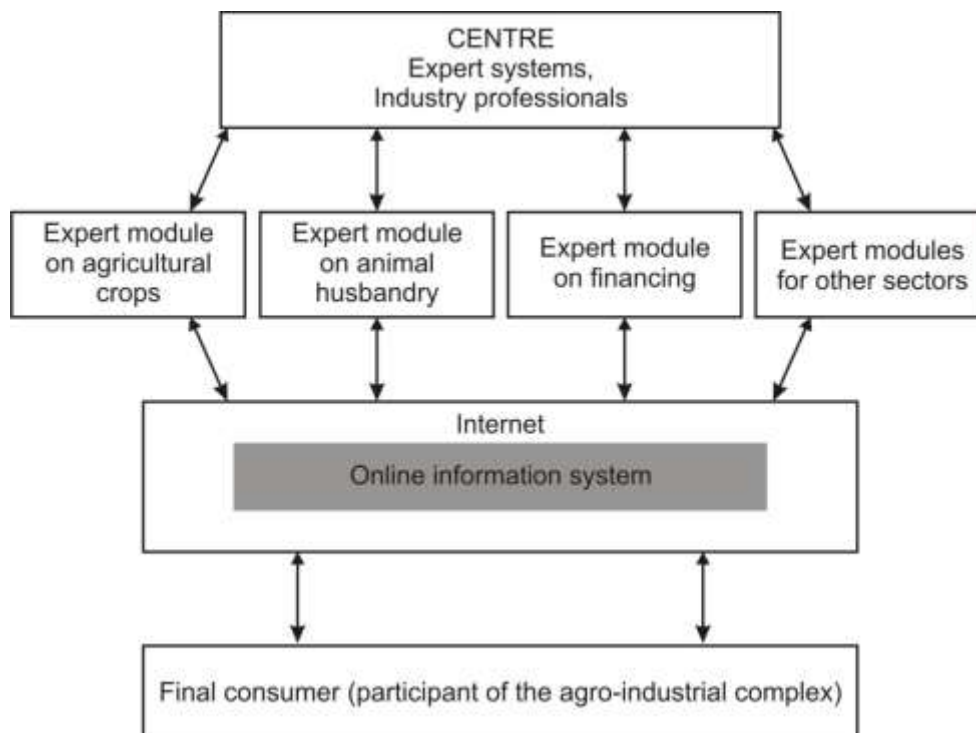 CENTRE
Expert systems,
Industry professionals
Expert module
on agricultural
crops
Expert module
on animal
husbandry
Expert module
on financing
Expert modules
for other sectors
Internet
Online information system
Final consumer (participant of the agro-industrial complex)